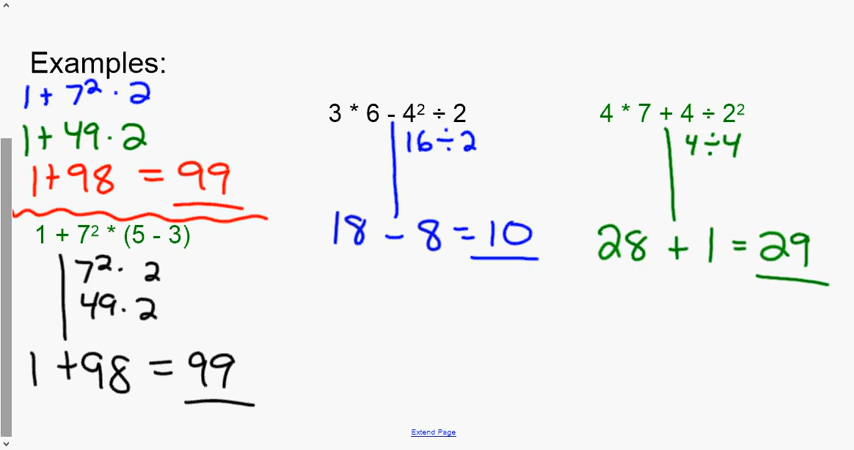 Examples:
1 + 7² · 2
1 + 49 · 2
1 + 98 = 99
1 + 7² * (5 - 3)
7² · 2
49 · 2
1 + 98 = 99
3 * 6 - 4² ÷ 2
16 ÷ 2
18 - 8 = 10
4 * 7 + 4 ÷ 2²
4 ÷ 4
28 + 1 = 29
Extend Page